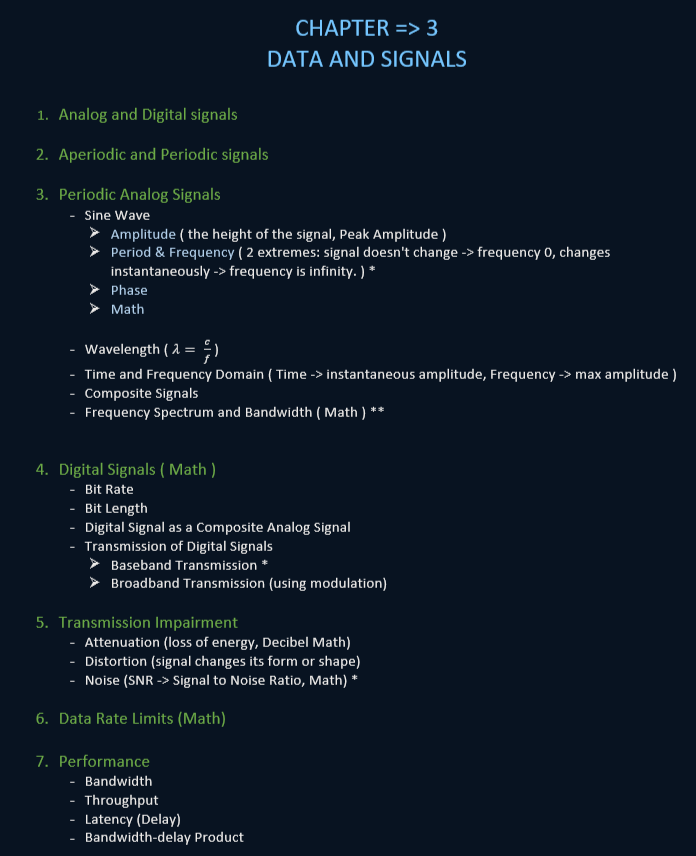 CHAPTER => 3
DATA AND SIGNALS
1. Analog and Digital signals
2. Aperiodic and Periodic signals
3. Periodic Analog Signals
- Sine Wave
➢ Amplitude ( the height of the signal, Peak Amplitude )
➢ Period & Frequency ( 2 extremes: signal doesn't change -> frequency 0, changes
instantaneously -> frequency is infinity. ) *
➢ Phase
➢ Math
- Wavelength ( λ = c/f )
- Time and Frequency Domain ( Time -> instantaneous amplitude, Frequency -> max amplitude )
- Composite Signals
- Frequency Spectrum and Bandwidth ( Math ) **
4. Digital Signals ( Math )
- Bit Rate
- Bit Length
- Digital Signal as a Composite Analog Signal
- Transmission of Digital Signals
➢ Baseband Transmission *
➢ Broadband Transmission (using modulation)
5. Transmission Impairment
- Attenuation (loss of energy, Decibel Math)
- Distortion (signal changes its form or shape)
- Noise (SNR -> Signal to Noise Ratio, Math) *
6. Data Rate Limits (Math)
7. Performance
- Bandwidth
- Throughput
- Latency (Delay)
- Bandwidth-delay Product